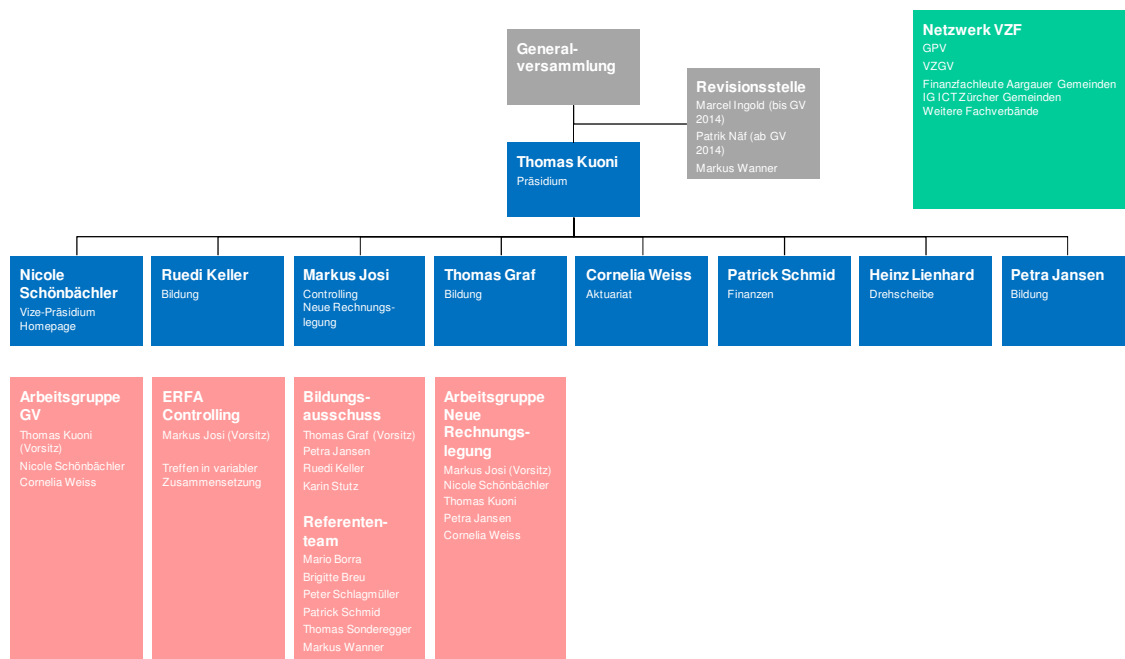 General-
versammlung
Revisionsstelle
Marcel Ingold (bis GV
2014)
Patrik Näf (ab GV
2014)
Markus Wanner
Netzwerk VZF
GPV
VZGV
Finanzfachleute Aargauer Gemeinden
IG ICT Zürcher Gemeinden
Weitere Fachverbände
Thomas Kuoni
Präsidium
Nicole
Schönbächler
Vize-Präsidium
Homepage
Ruedi Keller
Bildung
Markus Josi
Controlling
Neue Rechnungs-
legung
Thomas Graf
Bildung
Cornelia Weiss
Aktuariat
Patrick Schmid
Finanzen
Heinz Lienhard
Drehscheibe
Petra Jansen
Bildung
Arbeitsgruppe
GV
Thomas Kuoni
(Vorsitz)
Nicole Schönbächler
Cornelia Weiss
ERFA
Controlling
Markus Josi (Vorsitz)
Treffen in variabler
Zusammensetzung
Bildungs-
ausschuss
Thomas Graf (Vorsitz)
Petra Jansen
Ruedi Keller
Karin Stutz
Referenten-
team
Mario Borra
Brigitte Breu
Peter Schlagmüller
Patrick Schmid
Thomas Sonderegger
Markus Wanner
Arbeitsgruppe
Neue
Rechnungs-
legung
Markus Josi (Vorsitz)
Nicole Schönbächler
Thomas Kuoni
Petra Jansen
Cornelia Weiss